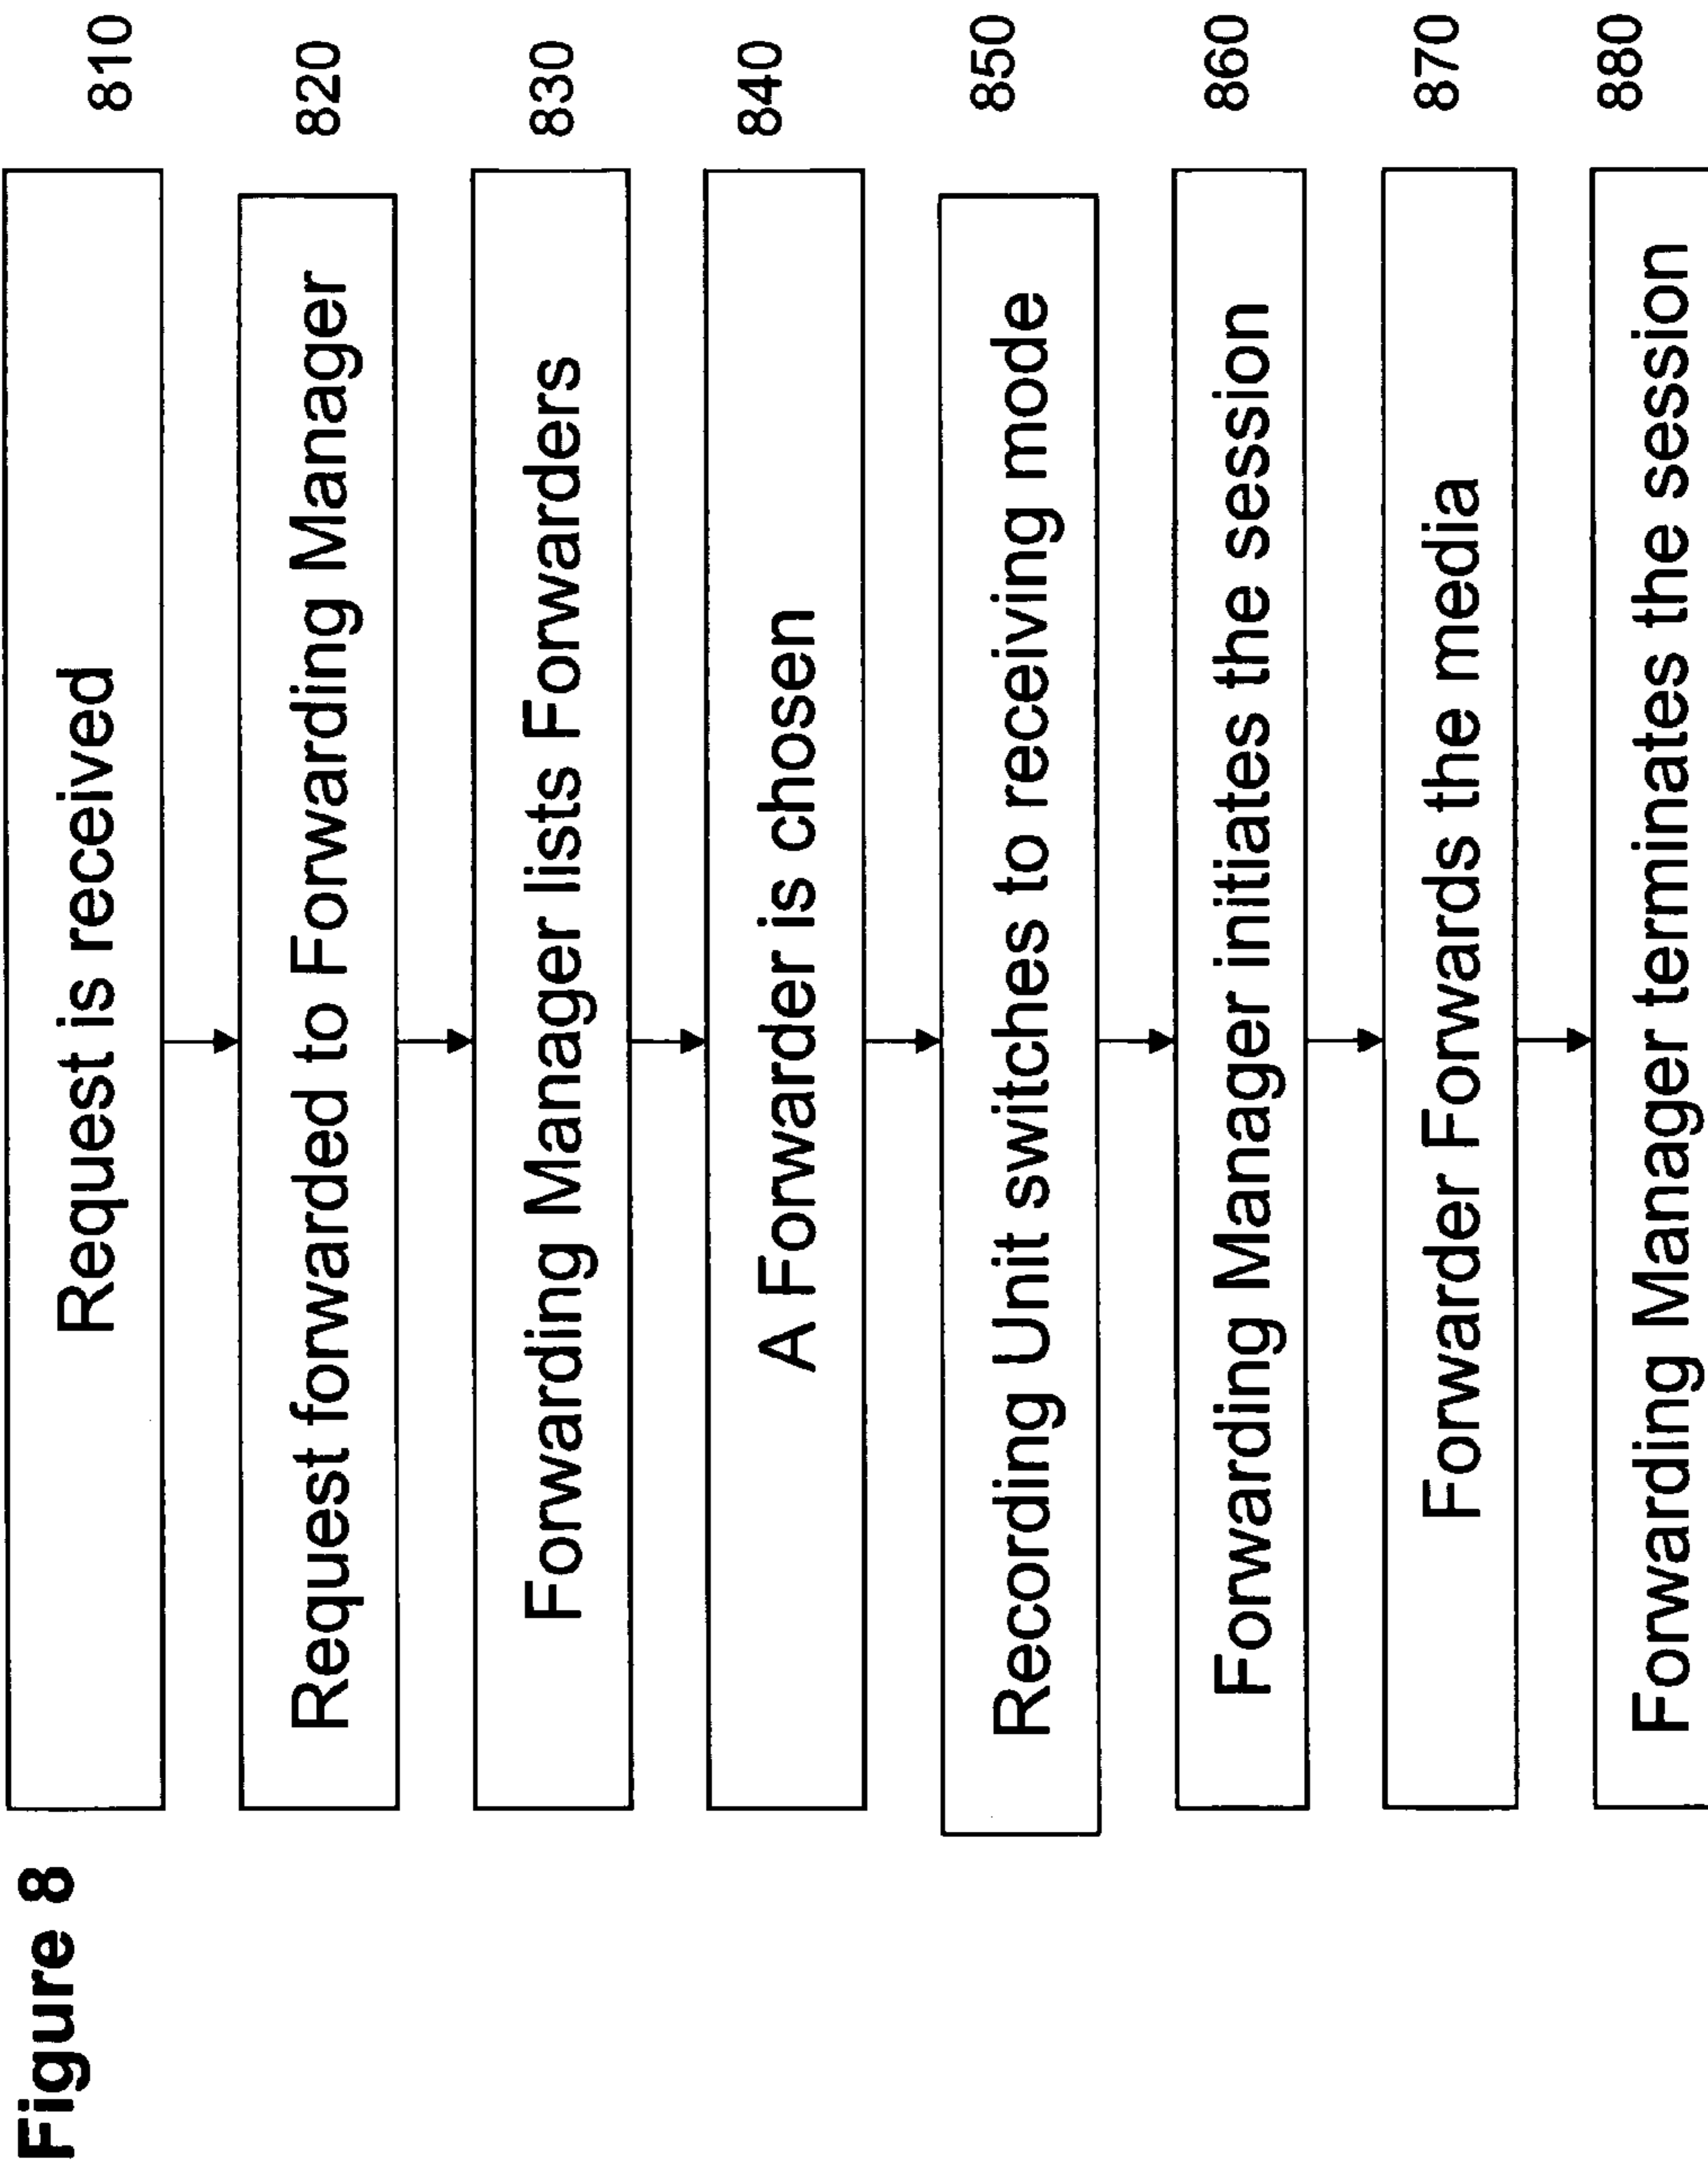 Figure 8
Request is received 810
Request forwarded to Forwarding Manager 820
Forwarding Manager lists Forwarders 830
A Forwarder is chosen 840
Recording Unit switches to receiving mode 850
Forwarding Manager initiates the session 860
Forwarder Forwards the media 870
Forwarding Manager terminates the session 880